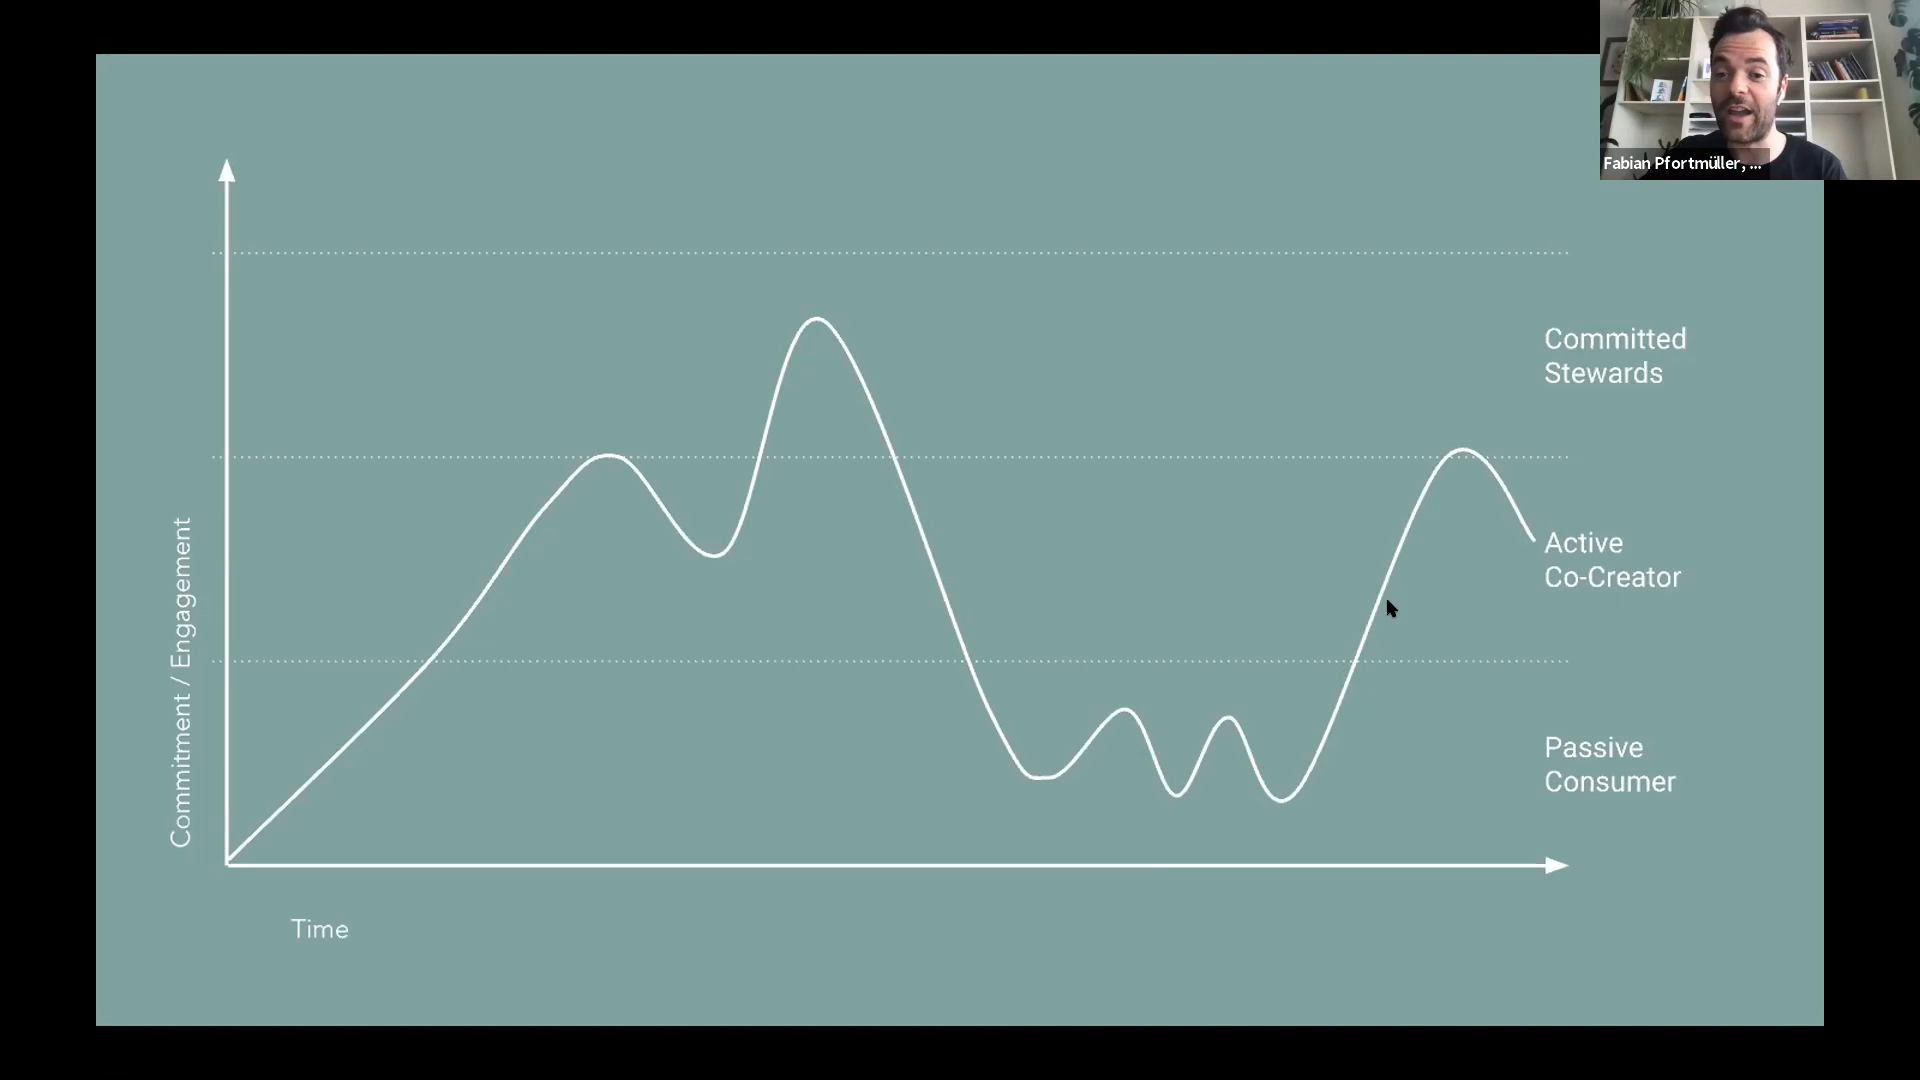 Fabian Pfortmüller, ...
Committed
Stewards
Active
Co-Creator
Passive
Consumer
Commitment / Engagement
Time